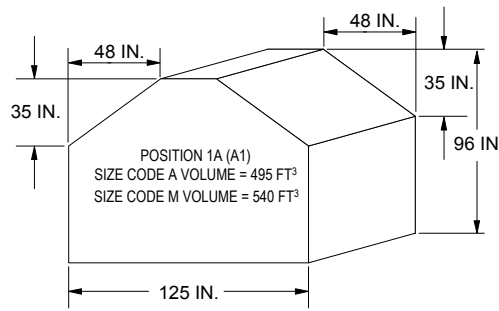 48 IN.
48 IN.
35 IN.
35 IN.
POSITION 1A (A1)
SIZE CODE A VOLUME = 495 FT³
SIZE CODE M VOLUME = 540 FT³
96 IN
125 IN.